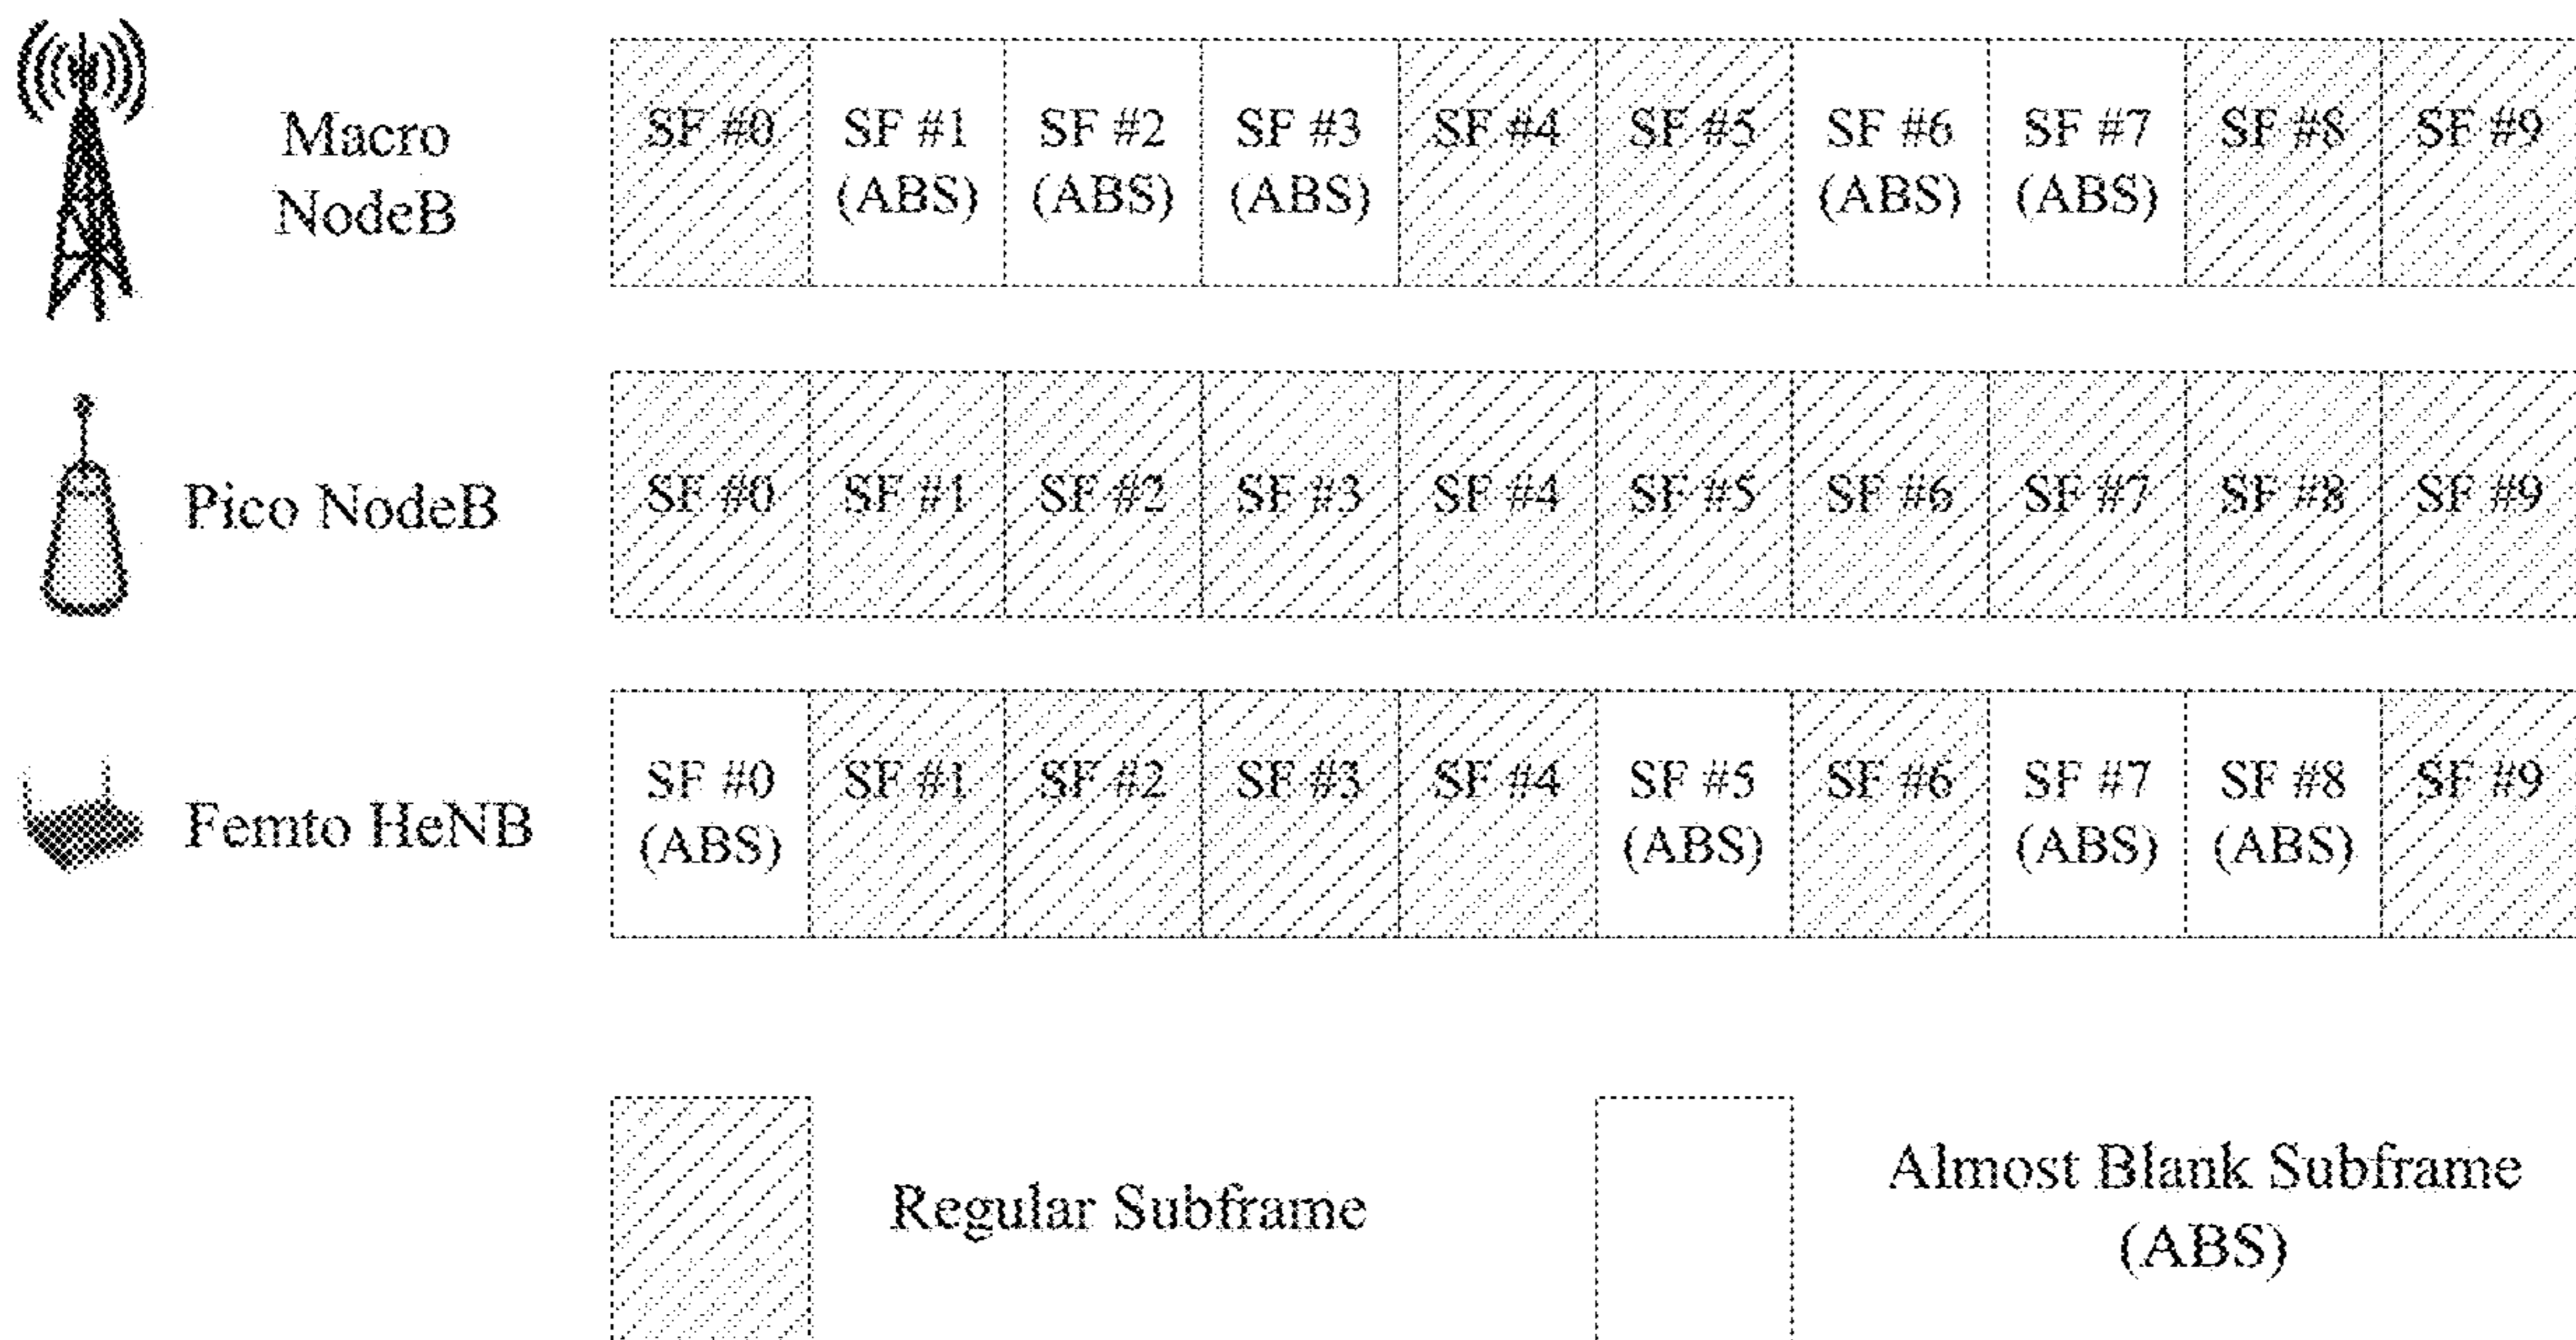 Macro
NodeB
SF #0 SF #1 SF #2 SF #3 SF #4 SF #5 SF #6 SF #7 SF #8 SF #9
(ABS) (ABS) (ABS) (ABS) (ABS)
Pico NodeB
SF #0 SF #1 SF #2 SF #3 SF #4 SF #5 SF #6 SF #7 SF #8 SF #9
Femto HeNB
SF #0 SF #1 SF #2 SF #3 SF #4 SF #5 SF #6 SF #7 SF #8 SF #9
(ABS) (ABS) (ABS) (ABS)
Regular Subframe
Almost Blank Subframe
(ABS)